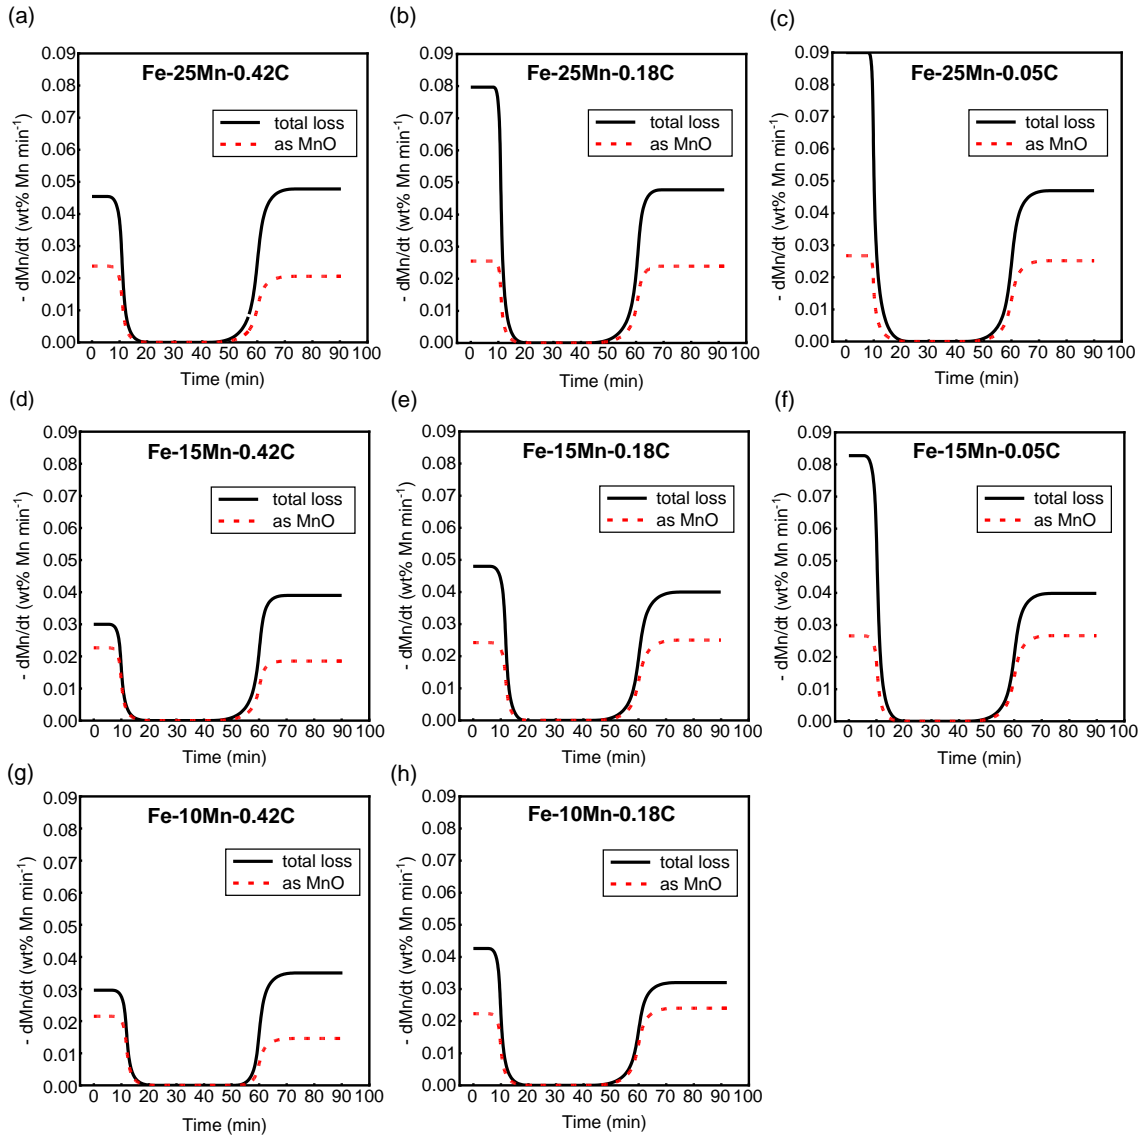 (a)
Fe-25Mn-0.42C
total loss
as MnO
- dMn/dt (wt% Mn min-1)
0.09
0.08
0.07
0.06
0.05
0.04
0.03
0.02
0.01
0.00
0 10 20 30 40 50 60 70 80 90 100
Time (min)
(b)
Fe-25Mn-0.18C
total loss
as MnO
- dMn/dt (wt% Mn min-1)
0.09
0.08
0.07
0.06
0.05
0.04
0.03
0.02
0.01
0.00
0 10 20 30 40 50 60 70 80 90 100
Time (min)
(c)
Fe-25Mn-0.05C
total loss
as MnO
- dMn/dt (wt% Mn min-1)
0.09
0.08
0.07
0.06
0.05
0.04
0.03
0.02
0.01
0.00
0 10 20 30 40 50 60 70 80 90 100
Time (min)
(d)
Fe-15Mn-0.42C
total loss
as MnO
- dMn/dt (wt% Mn min-1)
0.09
0.08
0.07
0.06
0.05
0.04
0.03
0.02
0.01
0.00
0 10 20 30 40 50 60 70 80 90 100
Time (min)
(e)
Fe-15Mn-0.18C
total loss
as MnO
- dMn/dt (wt% Mn min-1)
0.09
0.08
0.07
0.06
0.05
0.04
0.03
0.02
0.01
0.00
0 10 20 30 40 50 60 70 80 90 100
Time (min)
(f)
Fe-15Mn-0.05C
total loss
as MnO
- dMn/dt (wt% Mn min-1)
0.09
0.08
0.07
0.06
0.05
0.04
0.03
0.02
0.01
0.00
0 10 20 30 40 50 60 70 80 90 100
Time (min)
(g)
Fe-10Mn-0.42C
total loss
as MnO
- dMn/dt (wt% Mn min-1)
0.09
0.08
0.07
0.06
0.05
0.04
0.03
0.02
0.01
0.00
0 10 20 30 40 50 60 70 80 90 100
Time (min)
(h)
Fe-10Mn-0.18C
total loss
as MnO
- dMn/dt (wt% Mn min-1)
0.09
0.08
0.07
0.06
0.05
0.04
0.03
0.02
0.01
0.00
0 10 20 30 40 50 60 70 80 90 100
Time (min)